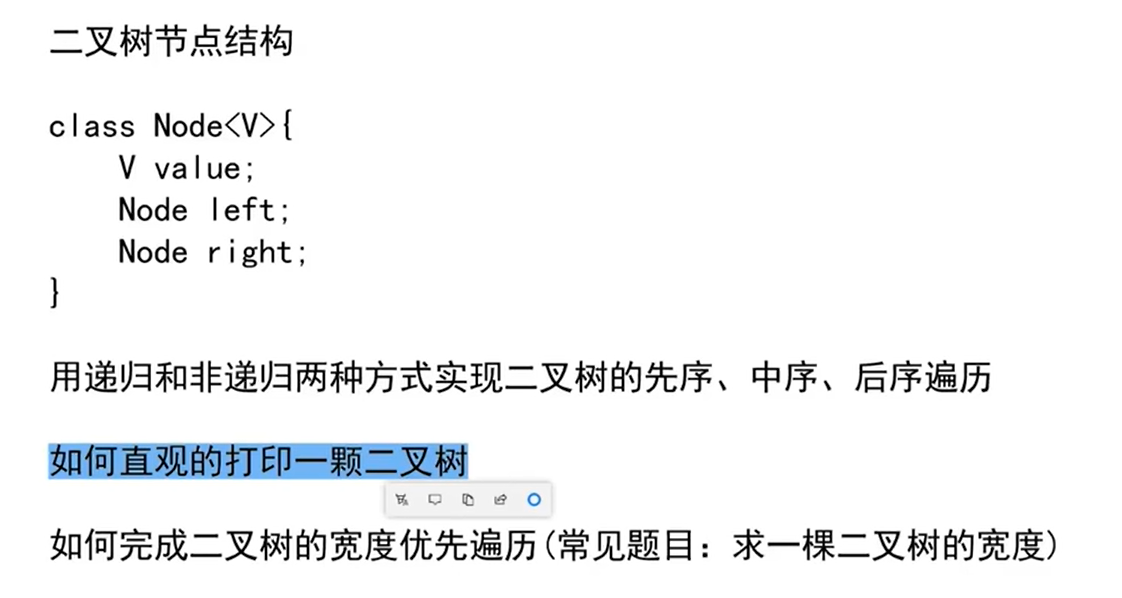 二叉树节点结构
class Node<V>{
V value;
Node left;
Node right;
}
用递归和非递归两种方式实现二叉树的先序、中序、后序遍历
如何直观的打印一颗二叉树
如何完成二叉树的宽度优先遍历(常见题目：求一棵二叉树的宽度)